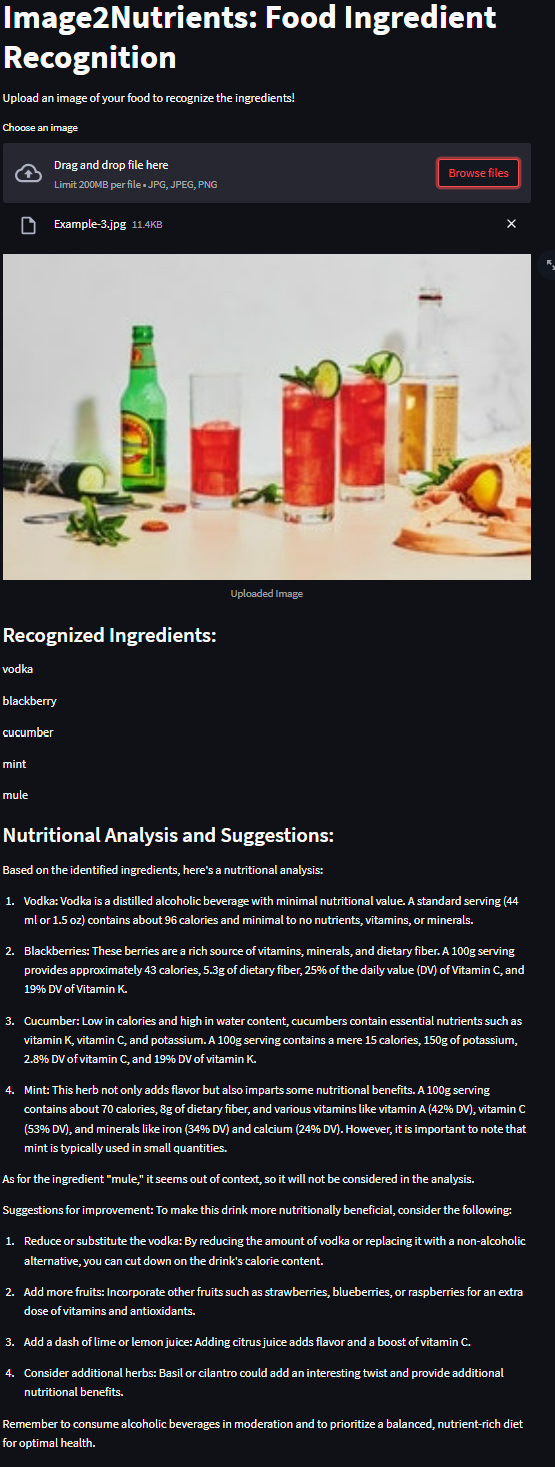 Image2Nutrients: Food Ingredient
Recognition
Upload an image of your food to recognize the ingredients!
Choose an image
Drag and drop file here
Limit 200MB per file • JPG, JPEG, PNG
Browse files
Example-3.jpg 11.4KB
Uploaded Image
Recognized Ingredients:
vodka
blackberry
cucumber
mint
mule
Nutritional Analysis and Suggestions:
Based on the identified ingredients, here's a nutritional analysis:
1. Vodka: Vodka is a distilled alcoholic beverage with minimal nutritional value. A standard serving (44
ml or 1.5 oz) contains about 96 calories and minimal to no nutrients, vitamins, or minerals.
2. Blackberries: These berries are a rich source of vitamins, minerals, and dietary fiber. A 100g serving
provides approximately 43 calories, 5.3g of dietary fiber, 25% of the daily value (DV) of Vitamin C, and
19% DV of Vitamin K.
3. Cucumber: Low in calories and high in water content, cucumbers contain essential nutrients such as
vitamin K, vitamin C, and potassium. A 100g serving contains a mere 15 calories, 150g of potassium,
2.8% DV of vitamin C, and 19% DV of vitamin K.
4. Mint: This herb not only adds flavor but also imparts some nutritional benefits. A 100g serving
contains about 70 calories, 8g of dietary fiber, and various vitamins like vitamin A (42% DV), vitamin C
(53% DV), and minerals like iron (34% DV) and calcium (24% DV). However, it is important to note that
mint is typically used in small quantities.
As for the ingredient "mule," it seems out of context, so it will not be considered in the analysis.
Suggestions for improvement: To make this drink more nutritionally beneficial, consider the following:
1. Reduce or substitute the vodka: By reducing the amount of vodka or replacing it with a non-alcoholic
alternative, you can cut down on the drink's calorie content.
2. Add more fruits: Incorporate other fruits such as strawberries, blueberries, or raspberries for an extra
dose of vitamins and antioxidants.
3. Add a dash of lime or lemon juice: Adding citrus juice adds flavor and a boost of vitamin C.
4. Consider additional herbs: Basil or cilantro could add an interesting twist and provide additional
nutritional benefits.
Remember to consume alcoholic beverages in moderation and to prioritize a balanced, nutrient-rich diet
for optimal health.